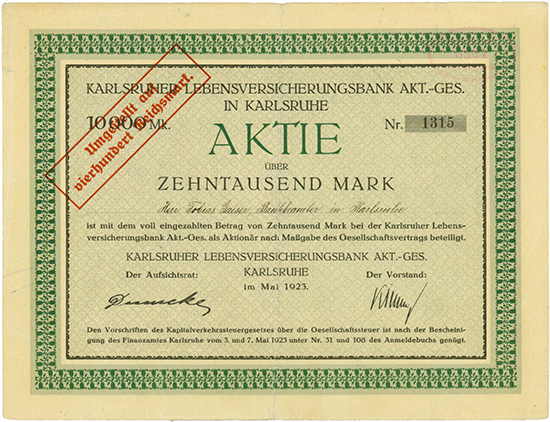 KARLSRUHER LEBENSVERSICHERUNGSBANK AKT.-GES.
IN KARLSRUHE
10 000 Mk.
Nr. 1315
Umgestellt auf
vierhundert Reichsmark.
AKTIE
ÜBER
ZEHNTAUSEND MARK
Herr Tobias Gaiser, Bankbeamter in Karlsruhe
ist mit dem voll eingezahlten Betrag von Zehntausend Mark bei der Karlsruher Lebens-
versicherungsbank Akt.-Ges. als Aktionär nach Maßgabe des Gesellschaftsvertrags beteiligt.
KARLSRUHER LEBENSVERSICHERUNGSBANK AKT.-GES.
Der Aufsichtsrat:
KARLSRUHE
Der Vorstand:
im Mai 1923.
Den Vorschriften des Kapitalverkehrssteuergesetzes über die Gesellschaftssteuer ist nach der Bescheini-
gung des Finanzamtes Karlsruhe vom 3. und 7. Mai 1923 unter Nr. 31 und 108 des Anmeldebuchs genügt.